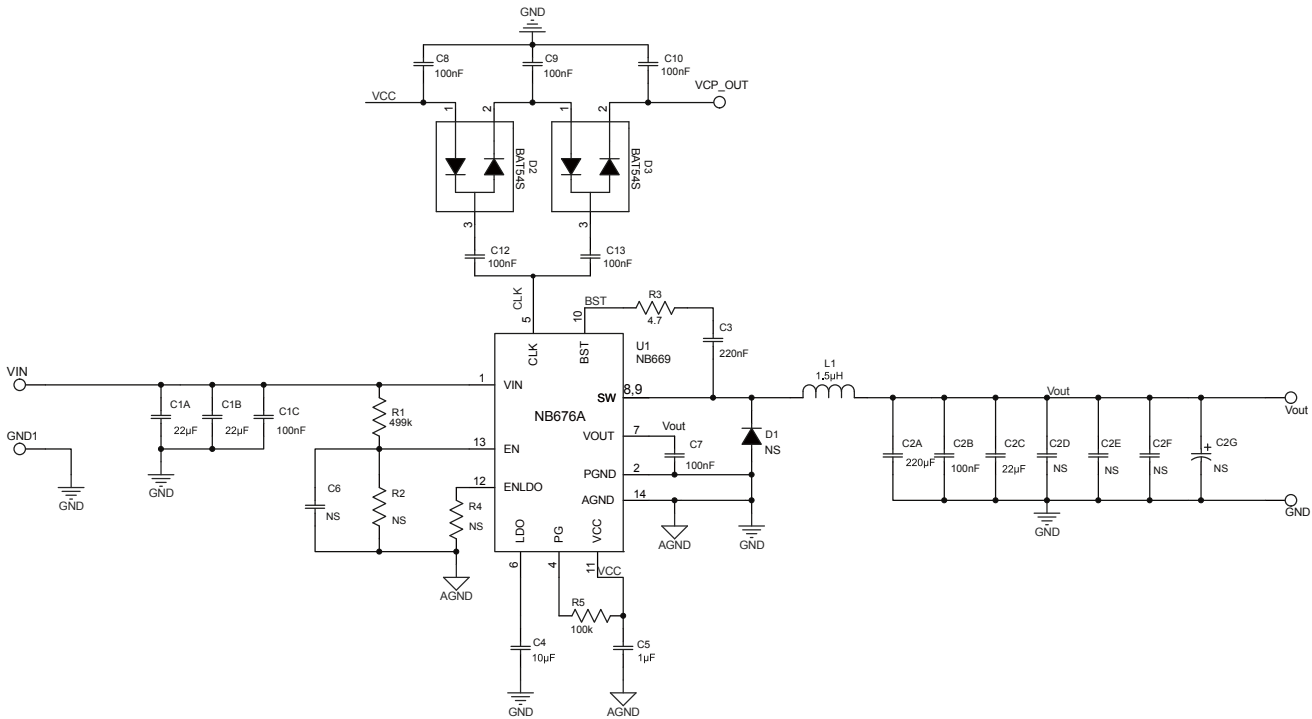 GND
C8
100nF
C9
100nF
C10
100nF
VCP_OUT
VCC
1
2
1
2
D2
BAT54S
D3
BAT54S
3
3
C12
100nF
C13
100nF
CLK
5
BST
10
R3
4.7
C3
220nF
U1
NB669
CLK
BST
VIN
1
VIN
C1A
22µF
C1B
22µF
C1C
100nF
R1
499k
NB676A
SW
8,9
L1
1.5µH
Vout
Vout
GND1
GND
GND
13
EN
VOUT
7
Vout
C7
100nF
D1
NS
C2A
220µF
C2B
100nF
C2C
22µF
C2D
NS
C2E
NS
C2F
NS
C2G
+
NS
PGND
2
C6
NS
R2
NS
12
ENLDO
R4
NS
AGND
14
AGND
GND
GND
GND
LDO
PG
VCC
6
4
11
VCC
AGND
R5
100k
C4
10µF
C5
1µF
GND
AGND